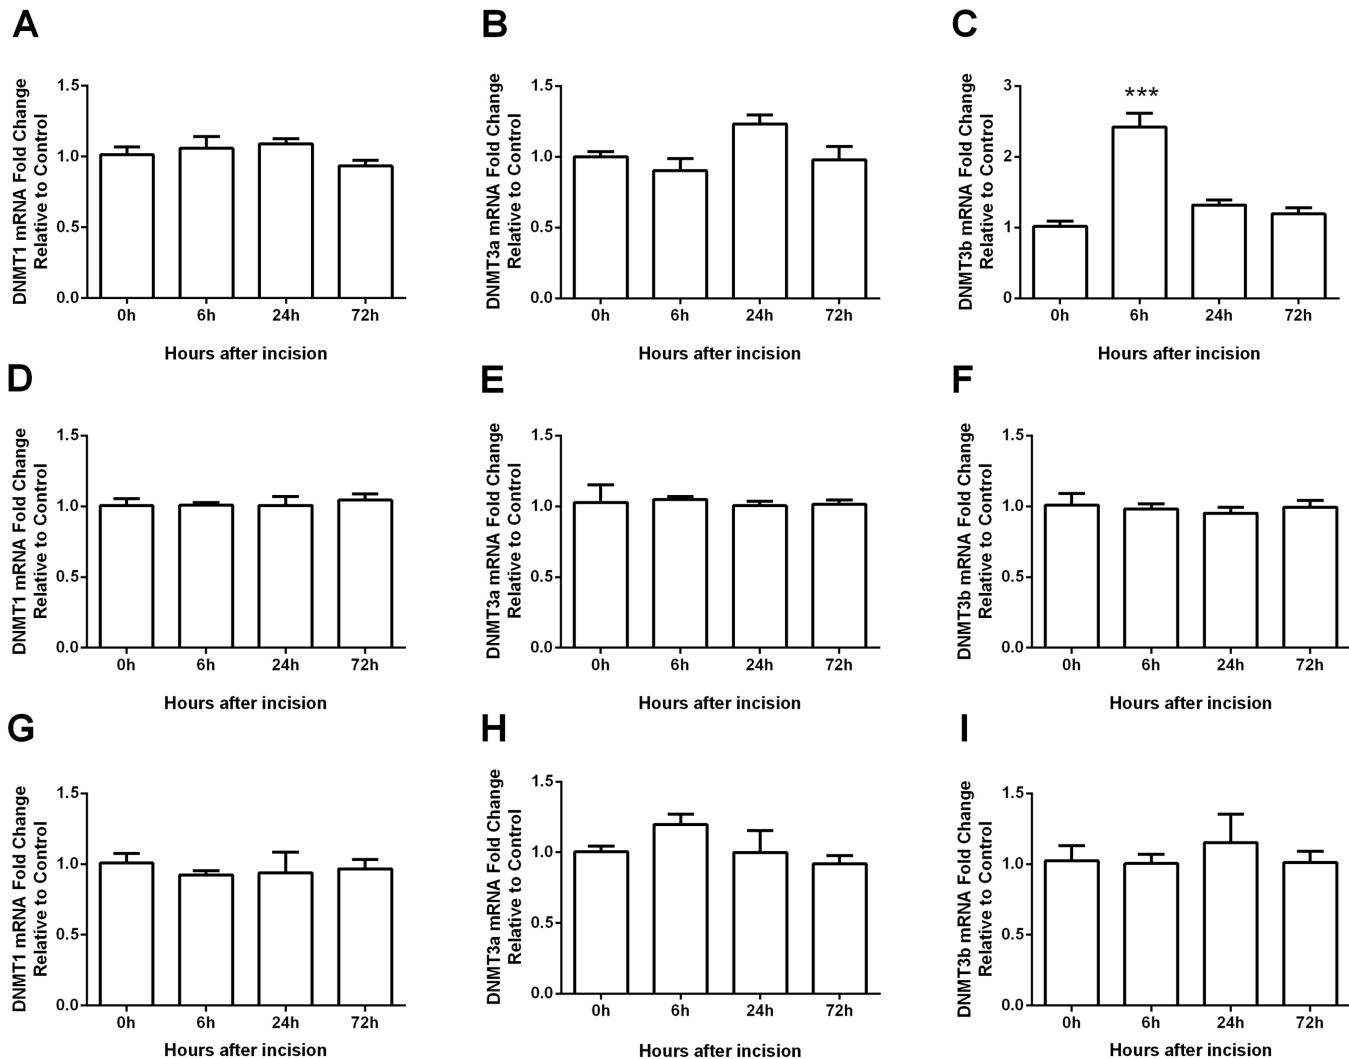 A
DNMT1 mRNA Fold Change
Relative to Control
1.5
1.0
0.5
0.0
0h 6h 24h 72h
Hours after incision
B
DNMT3a mRNA Fold Change
Relative to Control
1.5
1.0
0.5
0.0
0h 6h 24h 72h
Hours after incision
C
DNMT3b mRNA Fold Change
Relative to Control
3
2
1
0
***
0h 6h 24h 72h
Hours after incision
D
DNMT1 mRNA Fold Change
Relative to Control
1.5
1.0
0.5
0.0
0h 6h 24h 72h
Hours after incision
E
DNMT3a mRNA Fold Change
Relative to Control
1.5
1.0
0.5
0.0
0h 6h 24h 72h
Hours after incision
F
DNMT3b mRNA Fold Change
Relative to Control
1.5
1.0
0.5
0.0
0h 6h 24h 72h
Hours after incision
G
DNMT1 mRNA Fold Change
Relative to Control
1.5
1.0
0.5
0.0
0h 6h 24h 72h
Hours after incision
H
DNMT3a mRNA Fold Change
Relative to Control
1.5
1.0
0.5
0.0
0h 6h 24h 72h
Hours after incision
I
DNMT3b mRNA Fold Change
Relative to Control
1.5
1.0
0.5
0.0
0h 6h 24h 72h
Hours after incision